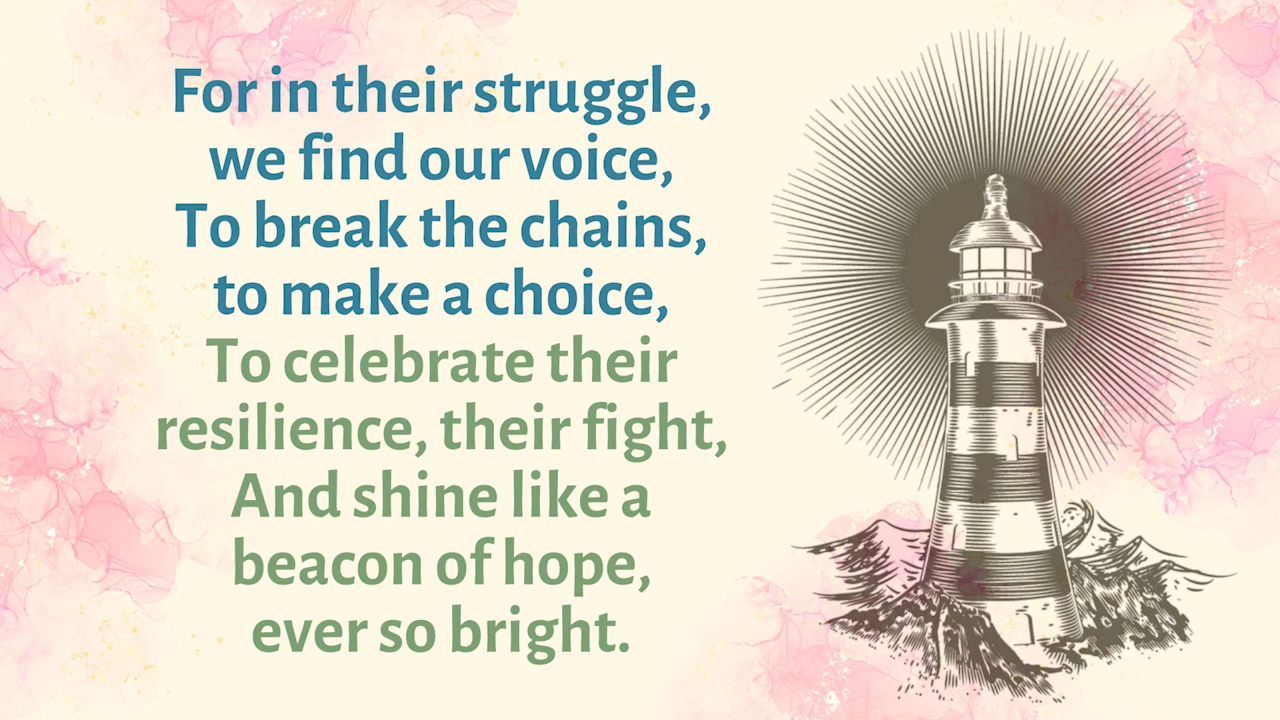 For in their struggle,
we find our voice,
To break the chains,
to make a choice,
To celebrate their
resilience, their fight,
And shine like a
beacon of hope,
ever so bright.